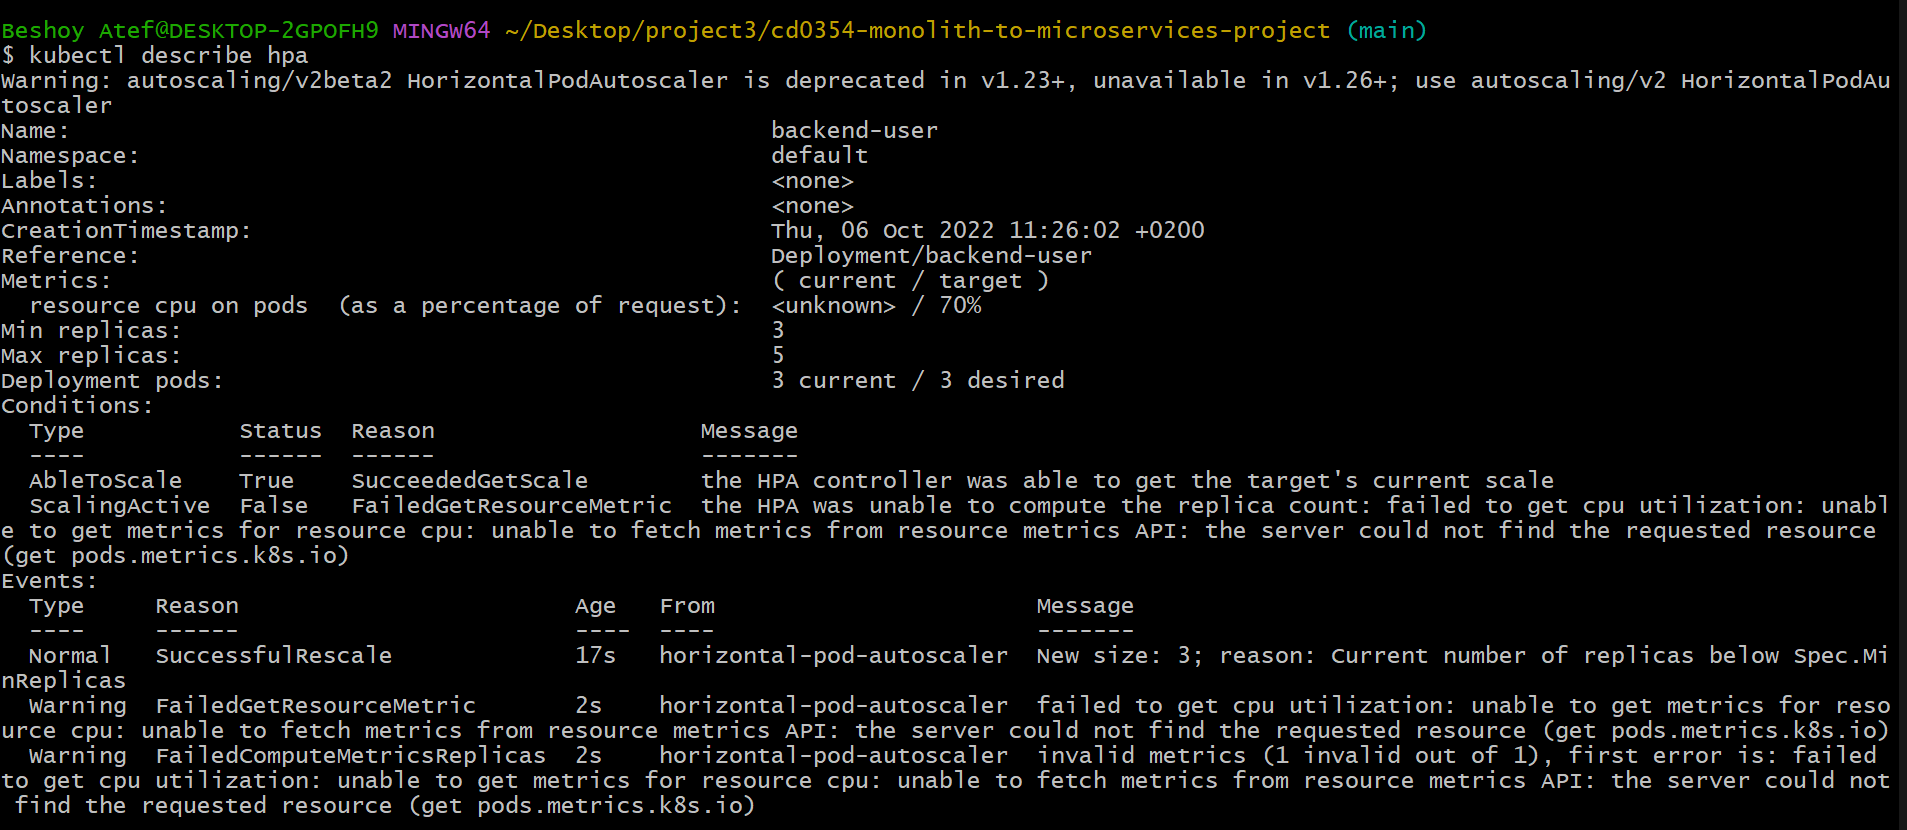 Beshoy Atef@DESKTOP-2GPOFH9 MINGW64 ~/Desktop/project3/cd0354-monolith-to-microservices-project (main)
$ kubectl describe hpa
Warning: autoscaling/v2beta2 HorizontalPodAutoscaler is deprecated in v1.23+, unavailable in v1.26+; use autoscaling/v2 HorizontalPodAu
toscaler
Name:                                                  backend-user
Namespace:                                             default
Labels:                                                <none>
Annotations:                                           <none>
CreationTimestamp:                                     Thu, 06 Oct 2022 11:26:02 +0200
Reference:                                             Deployment/backend-user
Metrics:                                               ( current / target )
  resource cpu on pods  (as a percentage of request):  <unknown> / 70%
Min replicas:                                          3
Max replicas:                                          5
Deployment pods:                                       3 current / 3 desired
Conditions:
  Type           Status  Reason                   Message
  ----           ------  ------                   -------
  AbleToScale    True    SucceededGetScale        the HPA controller was able to get the target's current scale
  ScalingActive  False   FailedGetResourceMetric  the HPA was unable to compute the replica count: failed to get cpu utilization: unabl
e to get metrics for resource cpu: unable to fetch metrics from resource metrics API: the server could not find the requested resource
(get pods.metrics.k8s.io)
Events:
  Type     Reason                        Age   From                       Message
  ----     ------                        ----  ----                       -------
  Normal   SuccessfulRescale             17s   horizontal-pod-autoscaler  New size: 3; reason: Current number of replicas below Spec.Mi
nReplicas
  Warning  FailedGetResourceMetric       2s    horizontal-pod-autoscaler  failed to get cpu utilization: unable to get metrics for reso
urce cpu: unable to fetch metrics from resource metrics API: the server could not find the requested resource (get pods.metrics.k8s.io)
  Warning  FailedComputeMetricsReplicas  2s    horizontal-pod-autoscaler  invalid metrics (1 invalid out of 1), first error is: failed
to get cpu utilization: unable to get metrics for resource cpu: unable to fetch metrics from resource metrics API: the server could not
 find the requested resource (get pods.metrics.k8s.io)